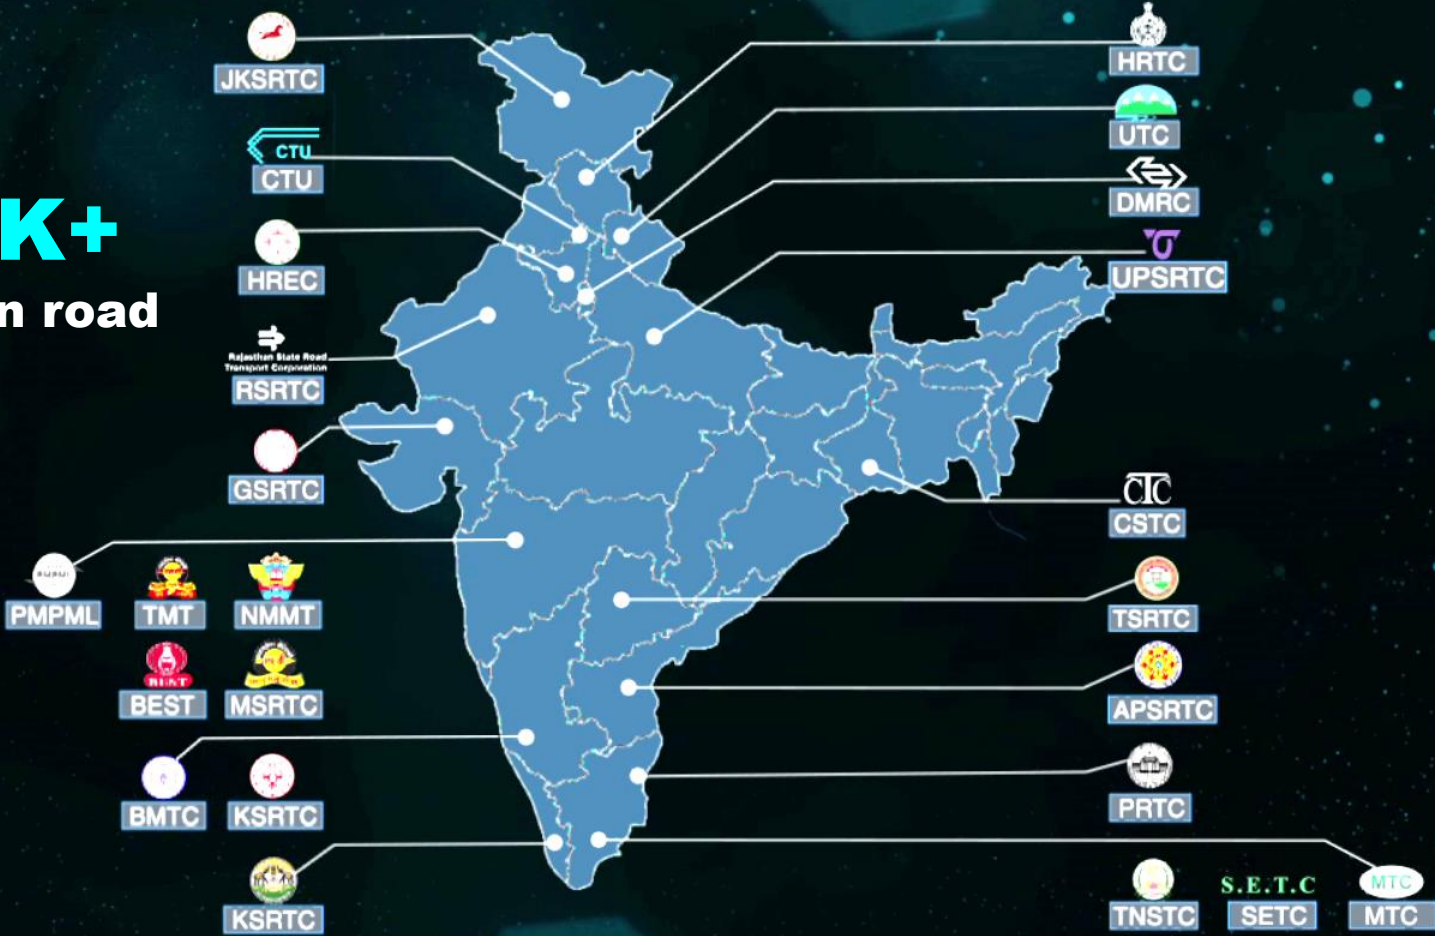 JKSRTC
CTU
CTU
HREC
K+
n road
Rajasthan State Road
Transport Corporation
RSRTC
GSRTC
PMPML
TMT
NMMT
BEST
BEST
MSRTC
BMTC
KSRTC
KSRTC
HRTC
UTC
DMRC
UPSRTC
CTC
CSTC
TSRTC
APSRTC
PRTC
TNSTC
S.E.T.C
SETC
MTC
MTC